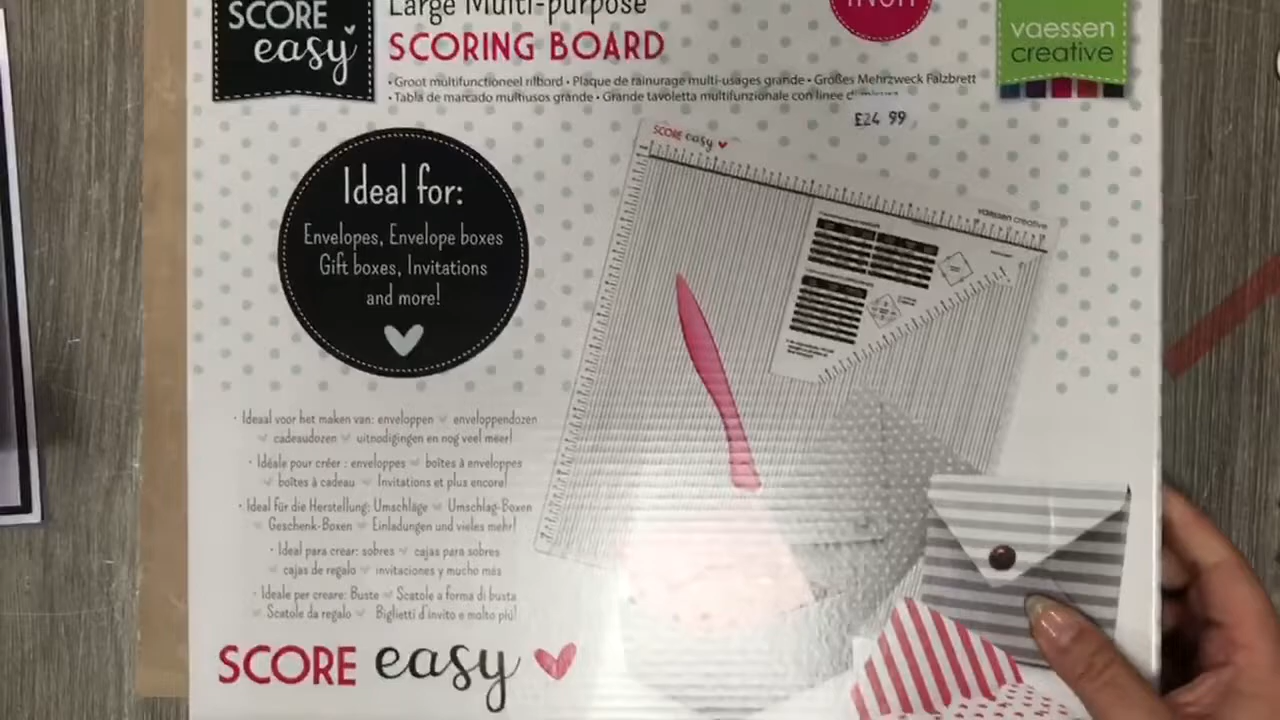 SCORE
easy
Large Multi-purpose
SCORING BOARD
INCH
vaessen
creative
• Groot multifunctioneel rilbord • Plaque de rainurage multi-usages grande • Großes Mehrzweck Falzbrett
• Tabla de marcado multiusos grande • Grande tavoletta multifunzionale con linee
£24 99
SCORE easy
vaessen creative
Ideal for:
Envelopes, Envelope boxes
Gift boxes, Invitations
and more!
• Ideaal voor het maken van: enveloppen enveloppendozen
cadeaudozen uitnodigingen en nog veel meer!
• Idéale pour créer : enveloppes boîtes à enveloppes
boîtes à cadeau Invitations et plus encore!
• Ideal für die Herstellung: Umschläge Umschlag-Boxen
Geschenk-Boxen Einladungen und vieles mehr!
• Ideal para crear: sobres cajas para sobres
cajas de regalo invitaciones y mucho más
• Ideale per creare: Buste Scatole a forma di busta
Scatole da regalo Biglietti d'invito e molto più!
SCORE easy